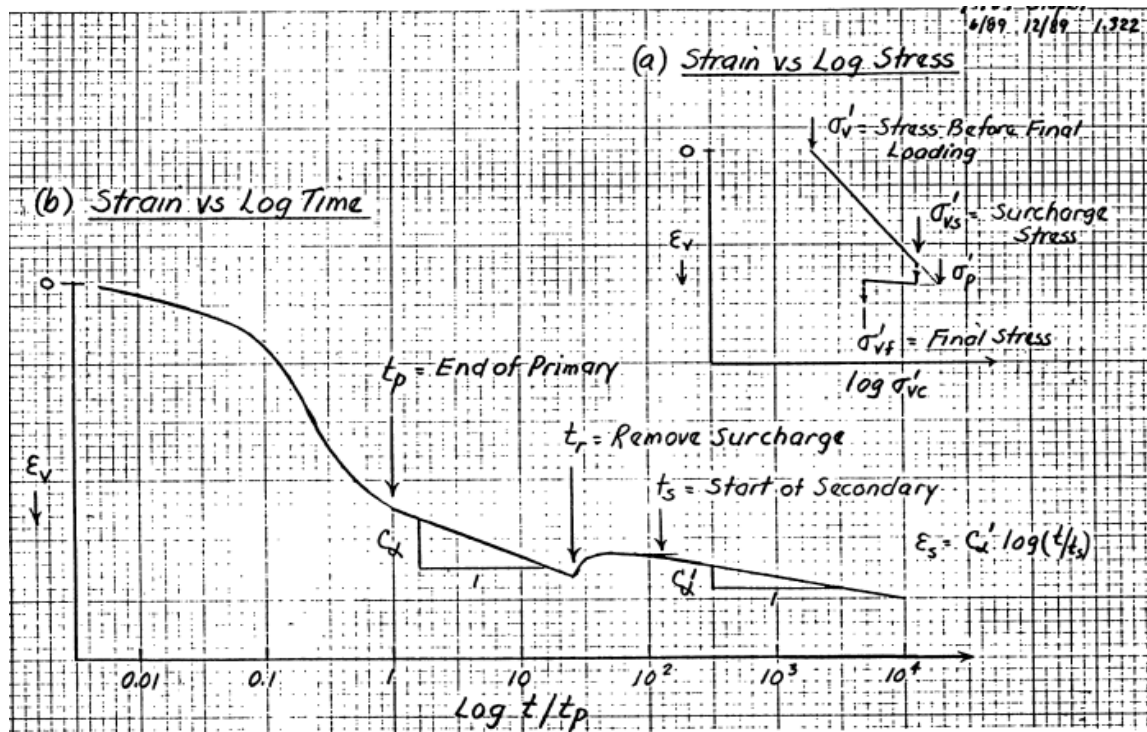 6/89 12/89 1.322
(a) Strain vs Log Stress
σ'v = Stress Before Final
Loading
0
σ'vs = Surcharge
Stress
εv
σ'p
σ'vf = Final Stress
log σ'vc
(b) Strain vs Log Time
0
tp = End of Primary
tr = Remove Surcharge
ts = Start of Secondary
εv
εs = Cα' log(t/ts)
Cα
1
Cα'
1
0.01 0.1 1 10 10² 10³ 10⁴
Log t/tp